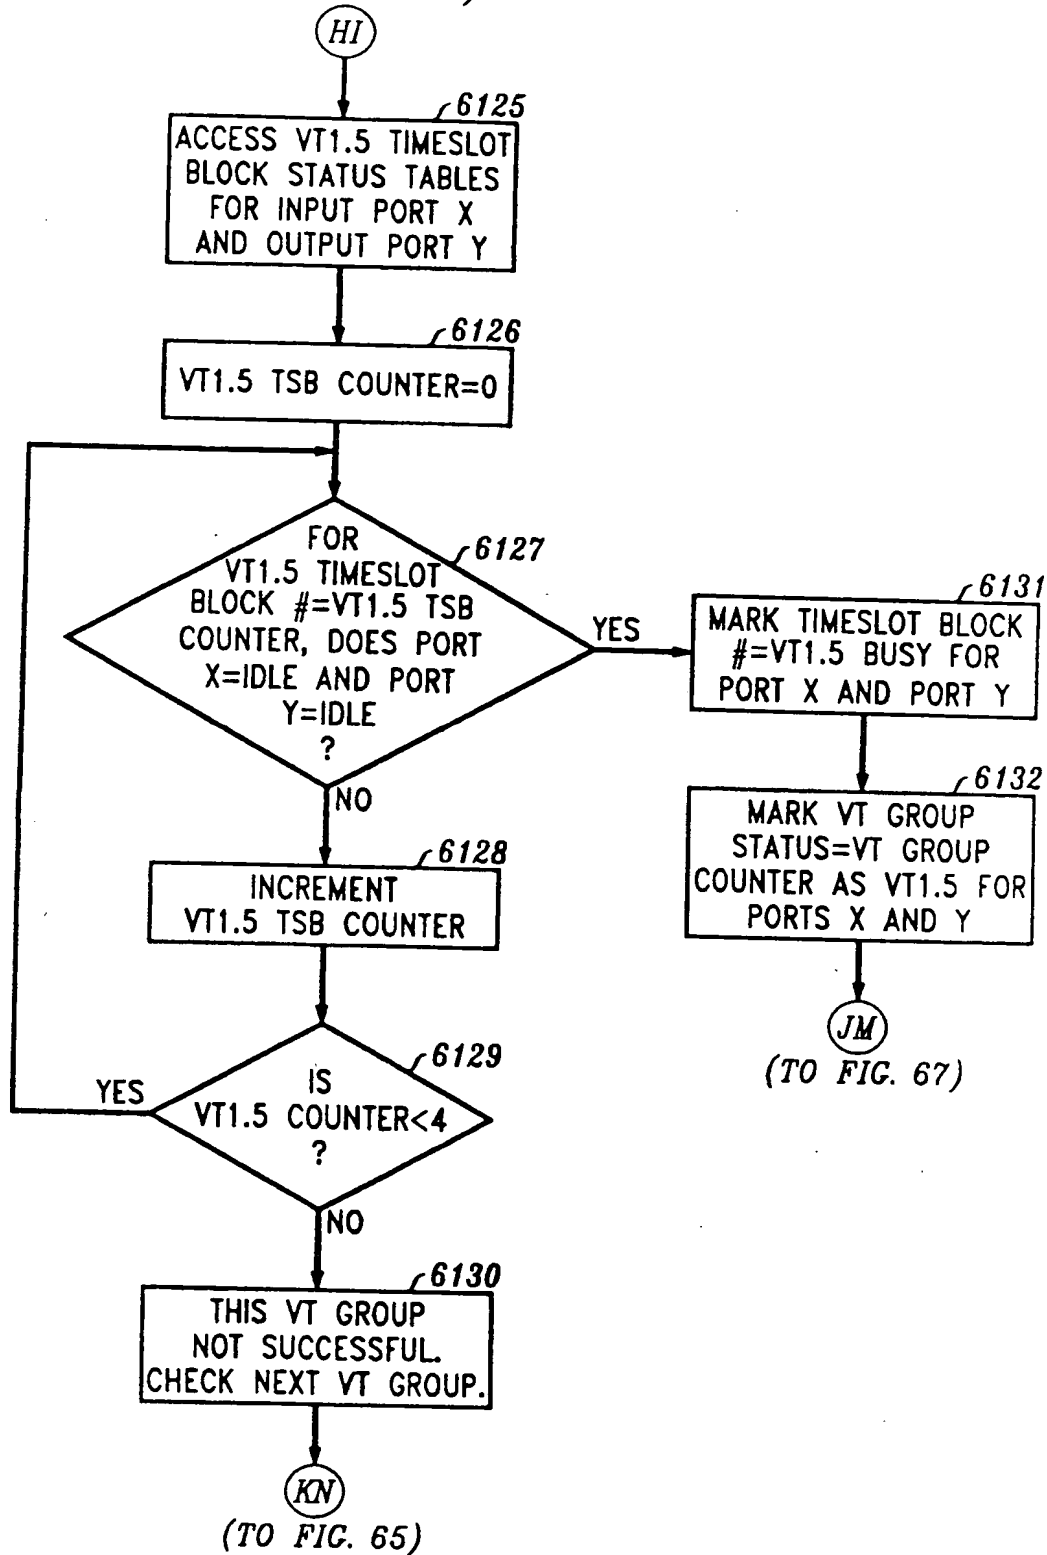 HI
6125
ACCESS VT1.5 TIMESLOT
BLOCK STATUS TABLES
FOR INPUT PORT X
AND OUTPUT PORT Y
6126
VT1.5 TSB COUNTER=0
6127
FOR
VT1.5 TIMESLOT
BLOCK #=VT1.5 TSB
COUNTER, DOES PORT
X=IDLE AND PORT
Y=IDLE
?
YES
NO
6131
MARK TIMESLOT BLOCK
#=VT1.5 BUSY FOR
PORT X AND PORT Y
6132
MARK VT GROUP
STATUS=VT GROUP
COUNTER AS VT1.5 FOR
PORTS X AND Y
JM
(TO FIG. 67)
6128
INCREMENT
VT1.5 TSB COUNTER
6129
IS
VT1.5 COUNTER<4
?
YES
NO
6130
THIS VT GROUP
NOT SUCCESSFUL.
CHECK NEXT VT GROUP.
KN
(TO FIG. 65)